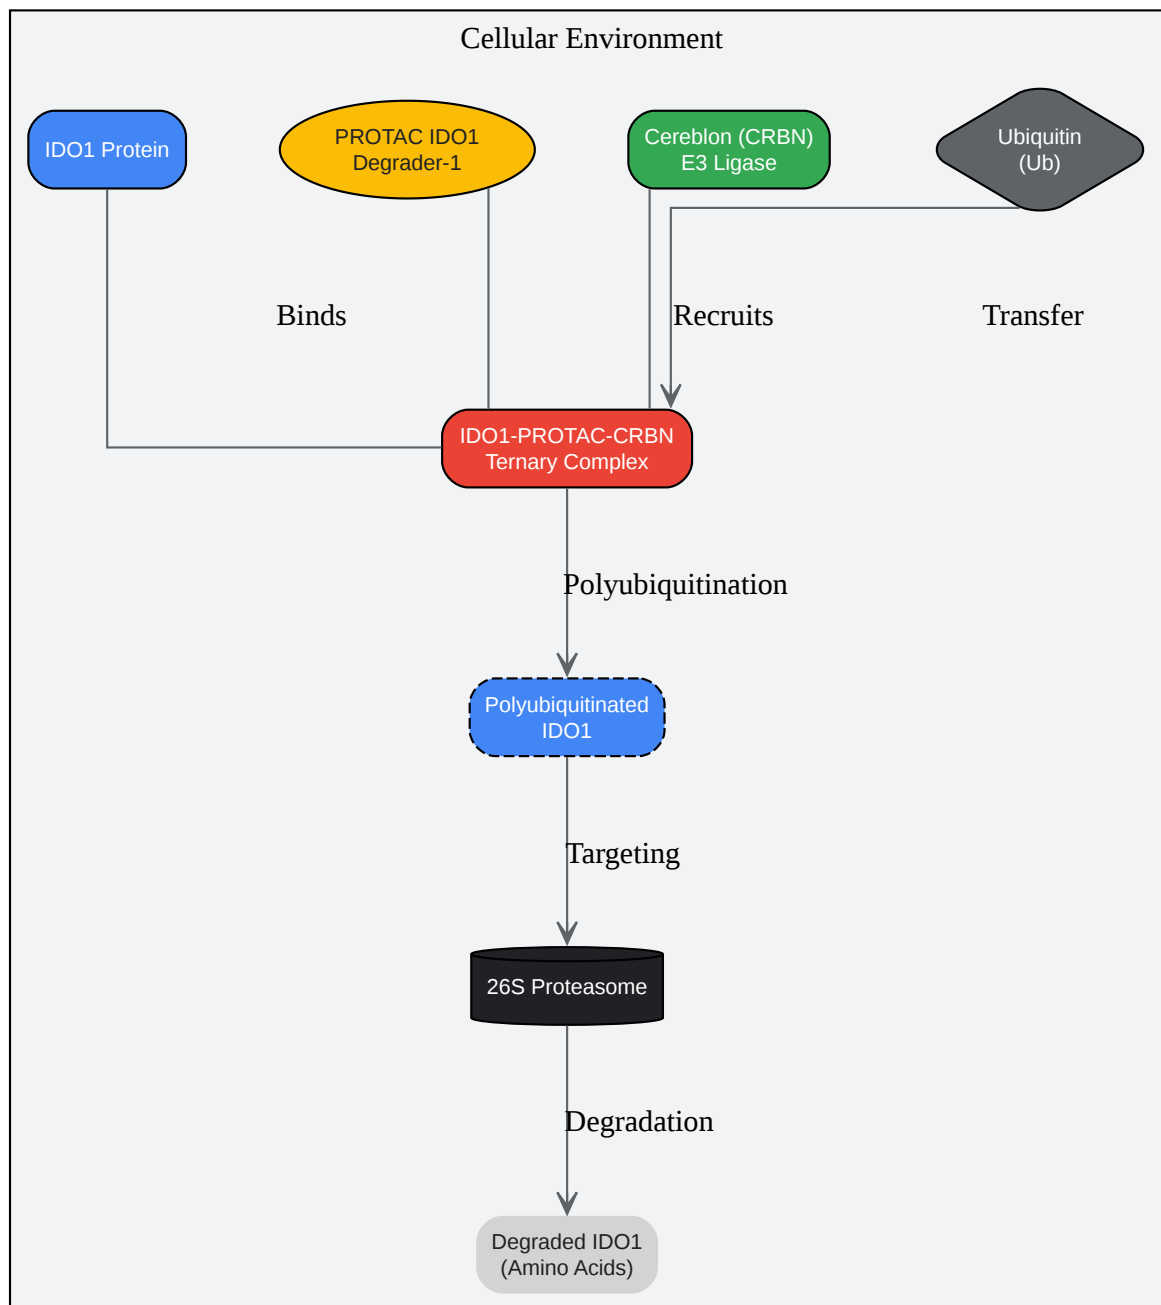 Cellular Environment
IDO1 Protein
PROTAC IDO1
Degrader-1
Cereblon (CRBN)
E3 Ligase
Ubiquitin
(Ub)
Binds
Recruits
Transfer
IDO1-PROTAC-CRBN
Ternary Complex
Polyubiquitination
Polyubiquitinated
IDO1
Targeting
26S Proteasome
Degradation
Degraded IDO1
(Amino Acids)